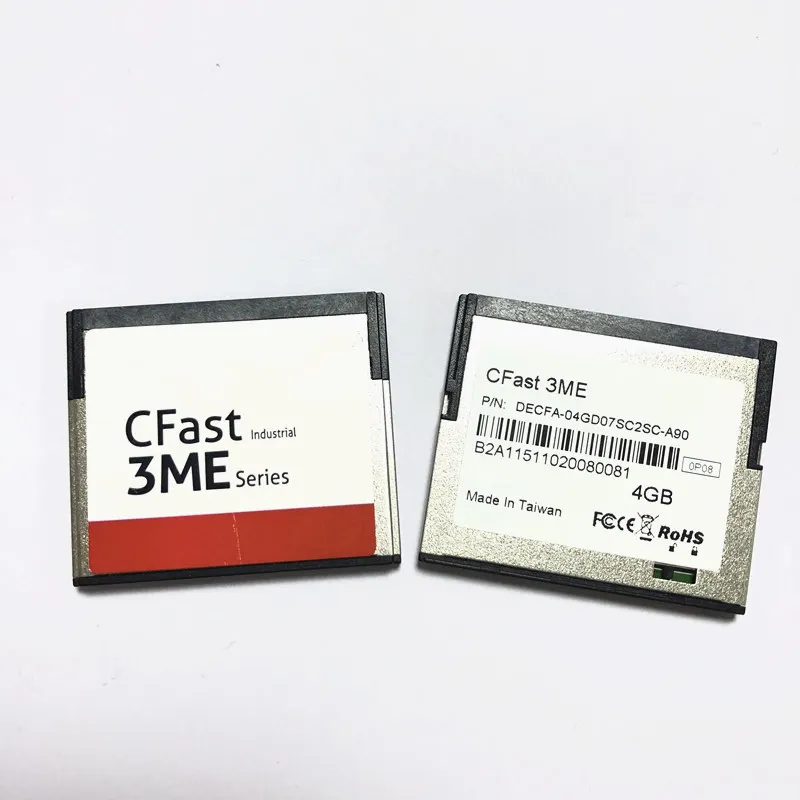 CFast Industrial
3ME Series
CFast 3ME
P/N: DECFA-04GD07SC2SC-A90
B2A11511020080081
0P08
4GB
Made In Taiwan
FC CE RoHS